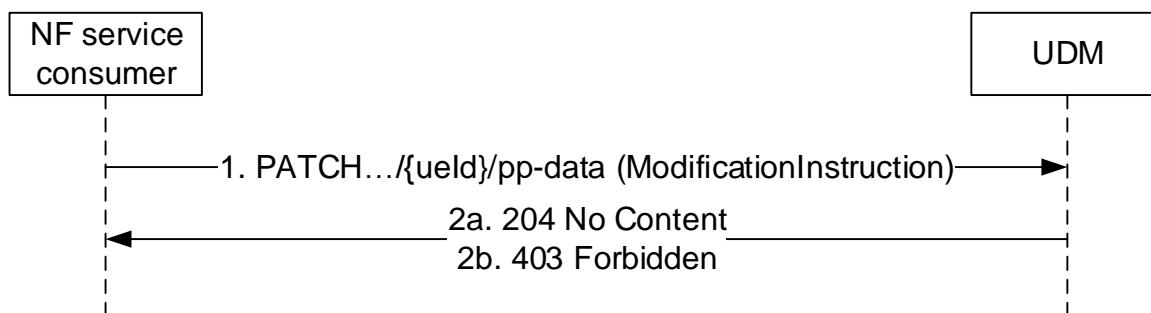 NF service
consumer
UDM
1. PATCH…/{ueId}/pp-data (ModificationInstruction)
2a. 204 No Content
2b. 403 Forbidden